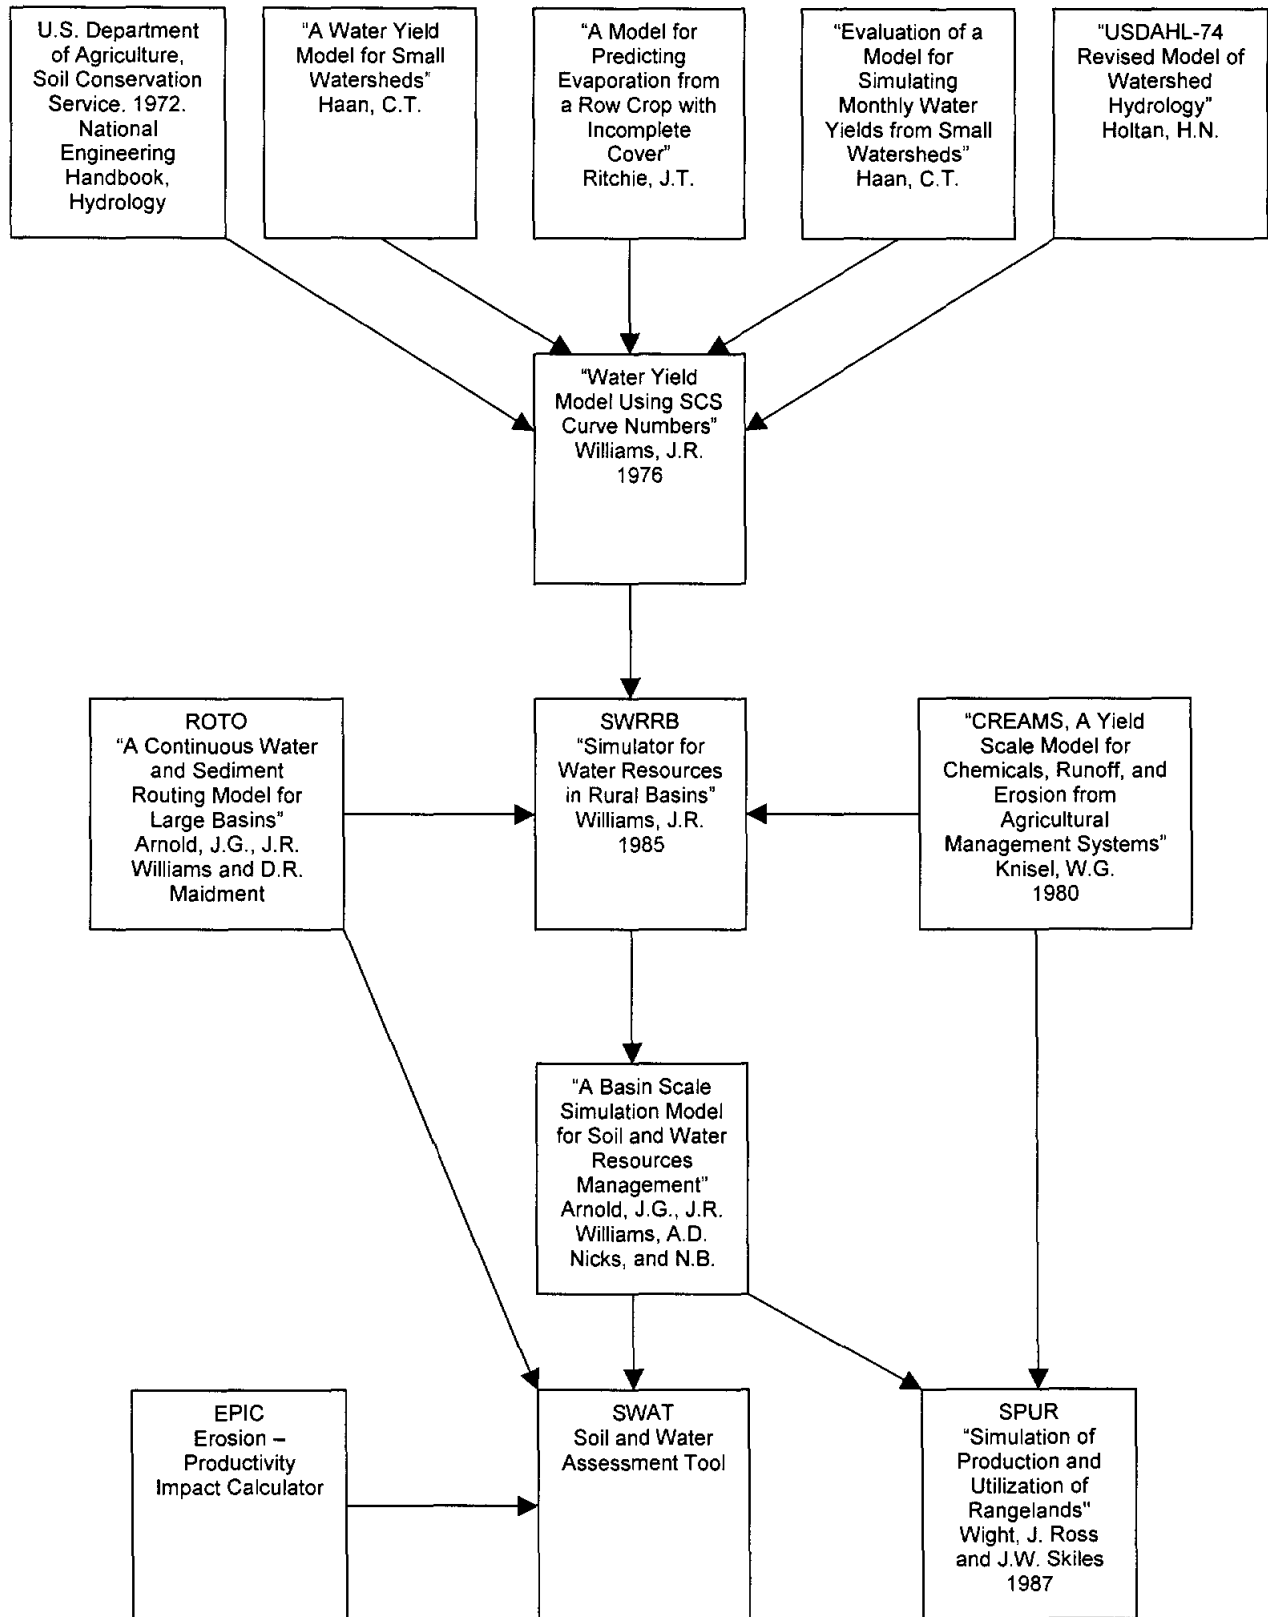 U.S. Department
of Agriculture,
Soil Conservation
Service. 1972.
National
Engineering
Handbook,
Hydrology
“A Water Yield
Model for Small
Watersheds”
Haan, C.T.
“A Model for
Predicting
Evaporation from
a Row Crop with
Incomplete
Cover”
Ritchie, J.T.
“Evaluation of a
Model for
Simulating
Monthly Water
Yields from Small
Watersheds”
Haan, C.T.
“USDAHL-74
Revised Model of
Watershed
Hydrology”
Holtan, H.N.
“Water Yield
Model Using SCS
Curve Numbers”
Williams, J.R.
1976
ROTO
“A Continuous Water
and Sediment
Routing Model for
Large Basins”
Arnold, J.G., J.R.
Williams and D.R.
Maidment
SWRRB
“Simulator for
Water Resources
in Rural Basins”
Williams, J.R.
1985
“CREAMS, A Yield
Scale Model for
Chemicals, Runoff, and
Erosion from
Agricultural
Management Systems”
Knisel, W.G.
1980
“A Basin Scale
Simulation Model
for Soil and Water
Resources
Management”
Arnold, J.G., J.R.
Williams, A.D.
Nicks, and N.B.
EPIC
Erosion –
Productivity
Impact Calculator
SWAT
Soil and Water
Assessment Tool
SPUR
“Simulation of
Production and
Utilization of
Rangelands"
Wight, J. Ross
and J.W. Skiles
1987